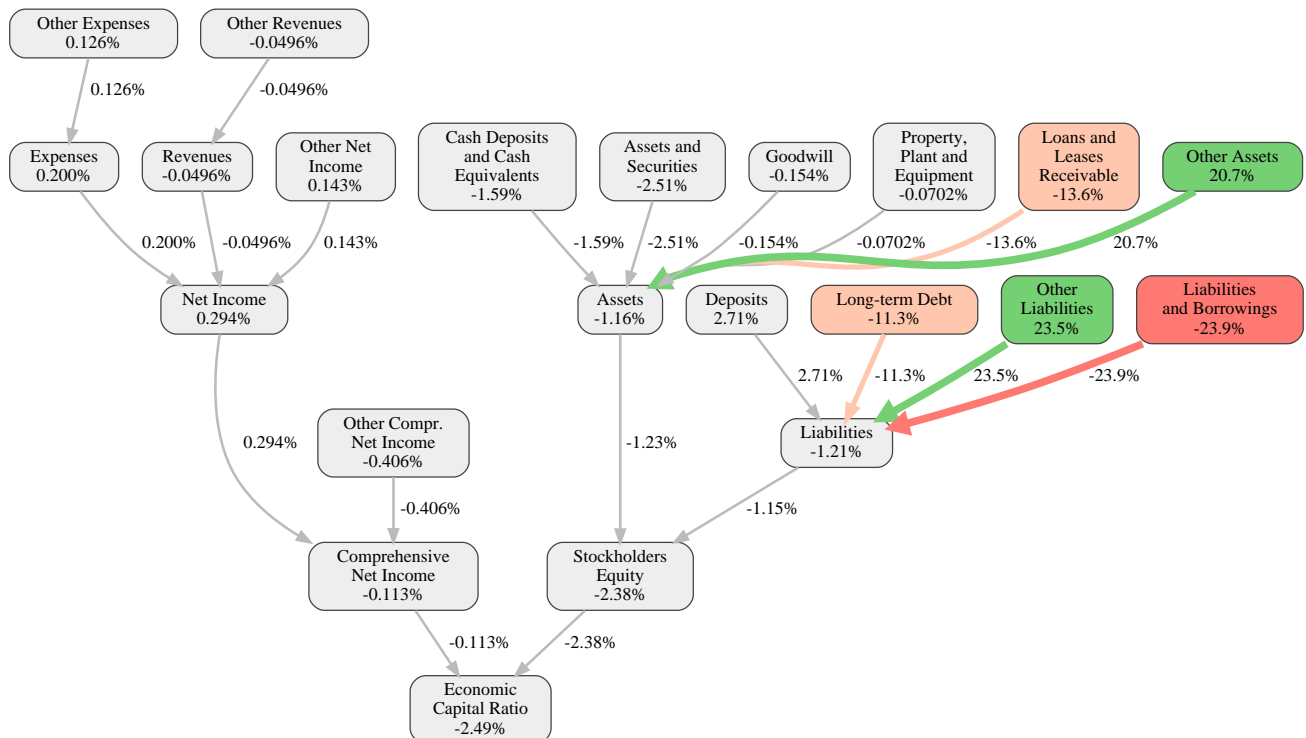 Other Expenses
0.126%
Other Revenues
-0.0496%
0.126%
-0.0496%
Expenses
0.200%
Revenues
-0.0496%
Other Net
Income
0.143%
Cash Deposits
and Cash
Equivalents
-1.59%
Assets and
Securities
-2.51%
Goodwill
-0.154%
Property,
Plant and
Equipment
-0.0702%
Loans and
Leases
Receivable
-13.6%
Other Assets
20.7%
0.200%
-0.0496%
0.143%
-1.59%
-2.51%
-0.154%
-0.0702%
-13.6%
20.7%
Net Income
0.294%
Assets
-1.16%
Deposits
2.71%
Long-term Debt
-11.3%
Other
Liabilities
23.5%
Liabilities
and Borrowings
-23.9%
2.71%
-11.3%
23.5%
-23.9%
0.294%
Other Compr.
Net Income
-0.406%
-1.23%
Liabilities
-1.21%
-0.406%
-1.15%
Comprehensive
Net Income
-0.113%
Stockholders
Equity
-2.38%
-0.113%
-2.38%
Economic
Capital Ratio
-2.49%